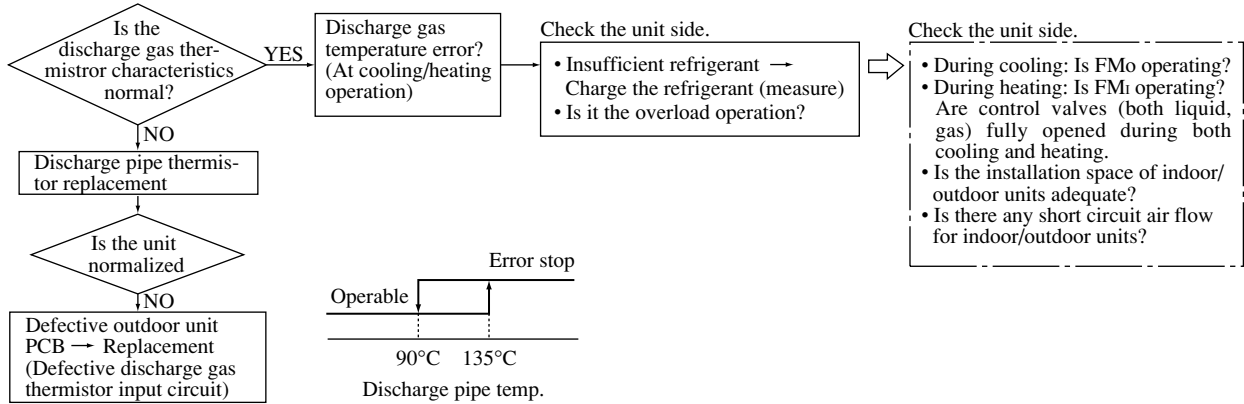 Is the
discharge gas ther-
mistror characteristics
normal?
YES
Discharge gas
temperature error?
(At cooling/heating
operation)
Check the unit side.
• Insufficient refrigerant →
Charge the refrigerant (measure)
• Is it the overload operation?
Check the unit side.
• During cooling: Is FMO operating?
• During heating: Is FMI operating?
Are control valves (both liquid,
gas) fully opened during both
cooling and heating.
• Is the installation space of indoor/
outdoor units adequate?
• Is there any short circuit air flow
for indoor/outdoor units?
NO
Discharge pipe thermis-
tor replacement
Is the unit
normalized
NO
Defective outdoor unit
PCB → Replacement
(Defective discharge gas
thermistor input circuit)
Error stop
Operable
90°C 135°C
Discharge pipe temp.